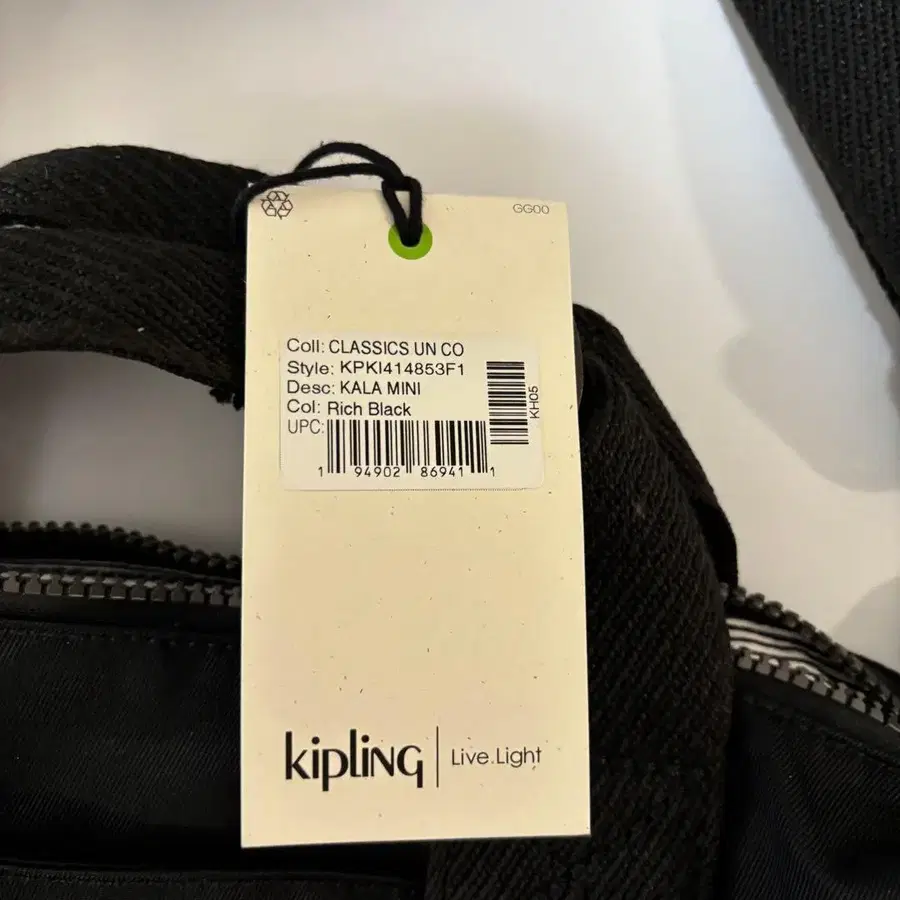 GG00
Coll: CLASSICS UN CO
Style: KPKI414853F1
Desc: KALA MINI
Col: Rich Black
KH05
UPC:
1 94902 86941 1
kipling | Live.Light